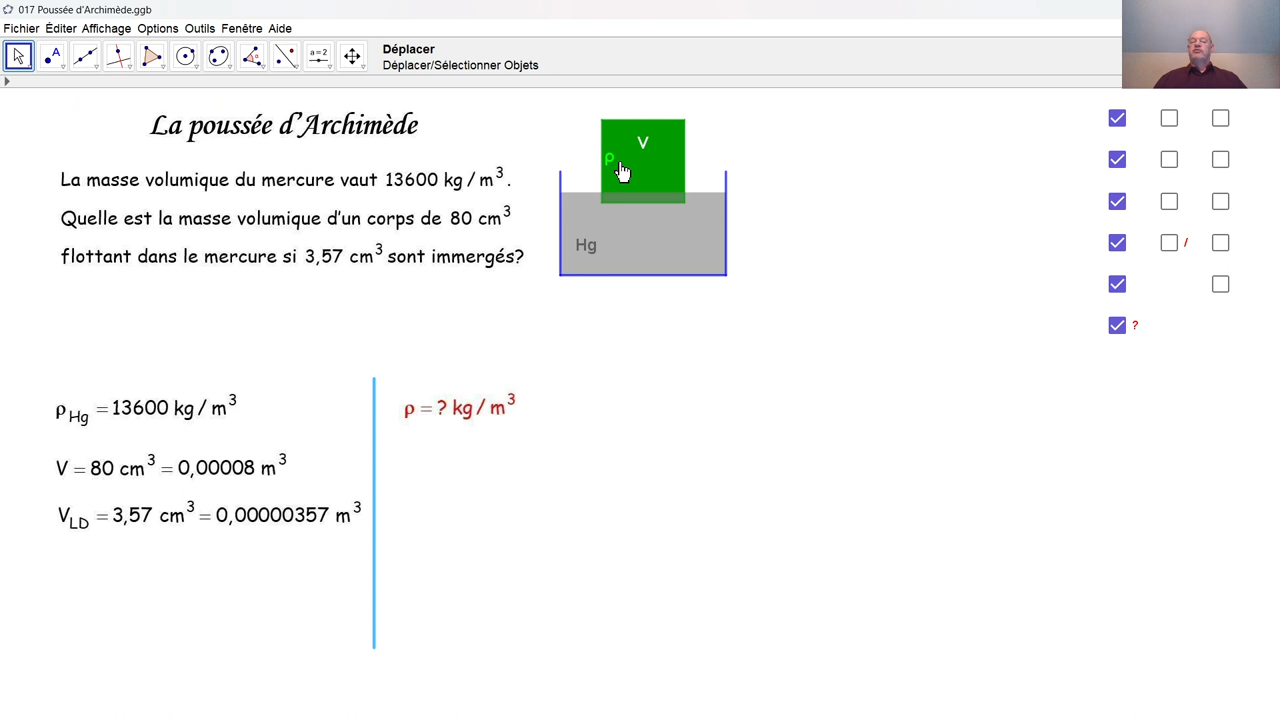 017 Poussée d'Archimède.ggb
Fichier Éditer Affichage Options Outils Fenêtre Aide
A
a=2
Déplacer
Déplacer/Sélectionner Objets
La poussée d'Archimède
La masse volumique du mercure vaut 13600 kg / m³.
Quelle est la masse volumique d'un corps de 80 cm³
flottant dans le mercure si 3,57 cm³ sont immergés?
V
ρ
Hg
/
?
ρ_Hg = 13600 kg / m³
V = 80 cm³ = 0,00008 m³
V_LD = 3,57 cm³ = 0,00000357 m³
ρ = ? kg / m³